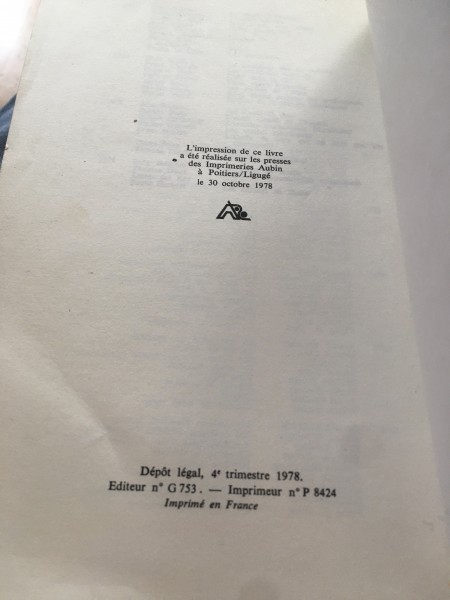 L'impression de ce livre
a été réalisée sur les presses
des Imprimeries Aubin
à Poitiers/Ligugé
le 30 octobre 1978
Dépôt légal, 4e trimestre 1978.
Editeur n° G 753. — Imprimeur n° P 8424
Imprimé en France